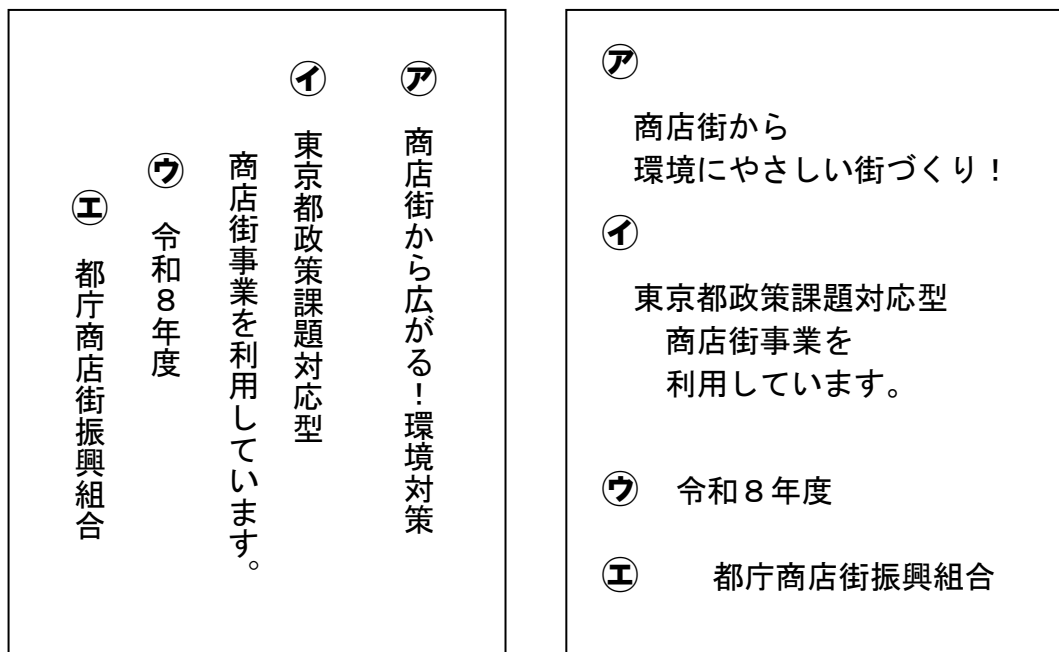 ㋐ 商店街から広がる！環境対策
㋑ 東京都政策課題対応型
商店街事業を利用しています。
㋒ 令和８年度
㋓ 都庁商店街振興組合
㋐
商店街から
環境にやさしい街づくり！
㋑
東京都政策課題対応型
商店街事業を
利用しています。
㋒ 令和８年度
㋓ 都庁商店街振興組合